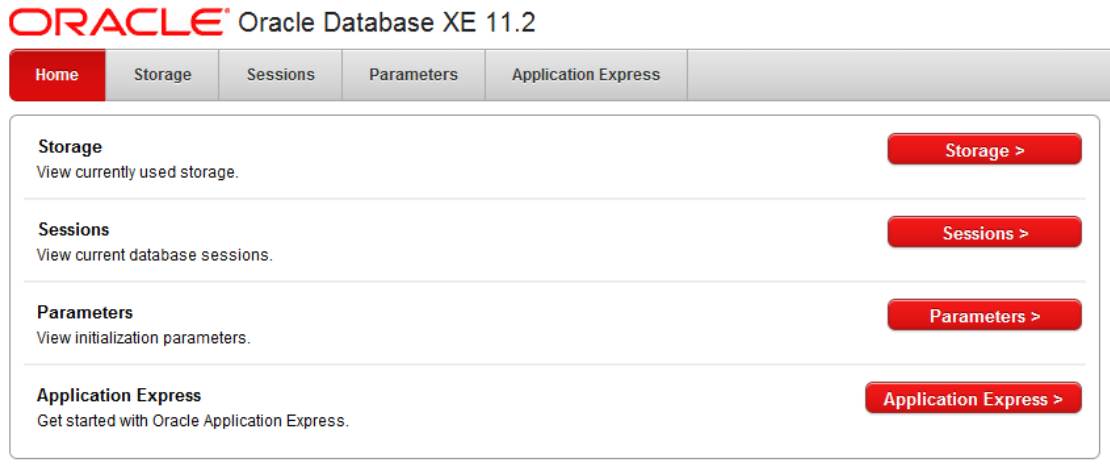 ORACLE Oracle Database XE 11.2
Home Storage Sessions Parameters Application Express
Storage
View currently used storage.
Storage >
Sessions
View current database sessions.
Sessions >
Parameters
View initialization parameters.
Parameters >
Application Express
Get started with Oracle Application Express.
Application Express >